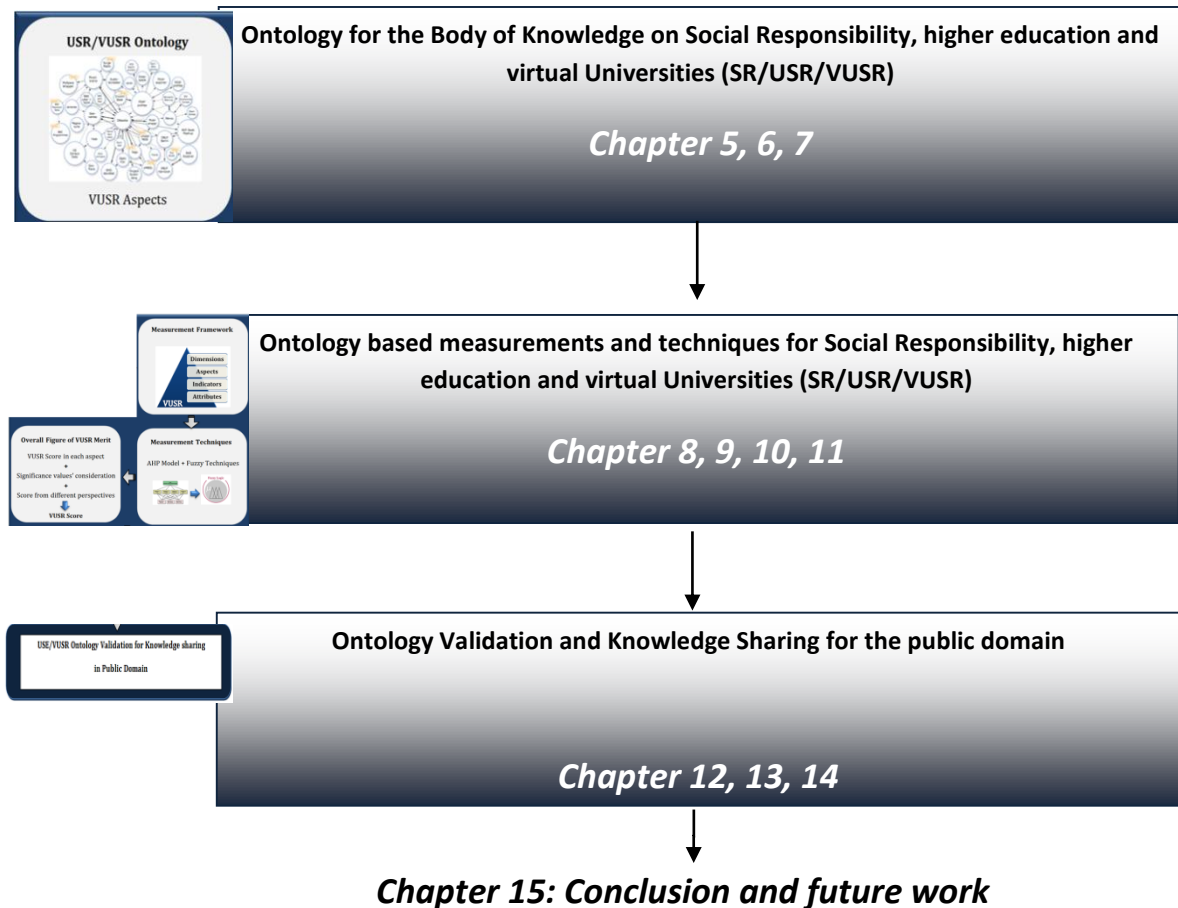 USR/VUSR Ontology
VUSR Aspects
Ontology for the Body of Knowledge on Social Responsibility, higher education and
virtual Universities (SR/USR/VUSR)
Chapter 5, 6, 7
Measurement Framework
Dimensions
Aspects
Indicators
Attributes
VUSR
Measurement Techniques
AHP Model + Fuzzy Techniques
Overall Figure of VUSR Merit
VUSR Score in each aspect
+
Significance values' consideration
+
Score from different perspectives
VUSR Score
Ontology based measurements and techniques for Social Responsibility, higher
education and virtual Universities (SR/USR/VUSR)
Chapter 8, 9, 10, 11
USE/VUSR Ontology Validation for Knowledge sharing
in Public Domain
Ontology Validation and Knowledge Sharing for the public domain
Chapter 12, 13, 14
Chapter 15: Conclusion and future work